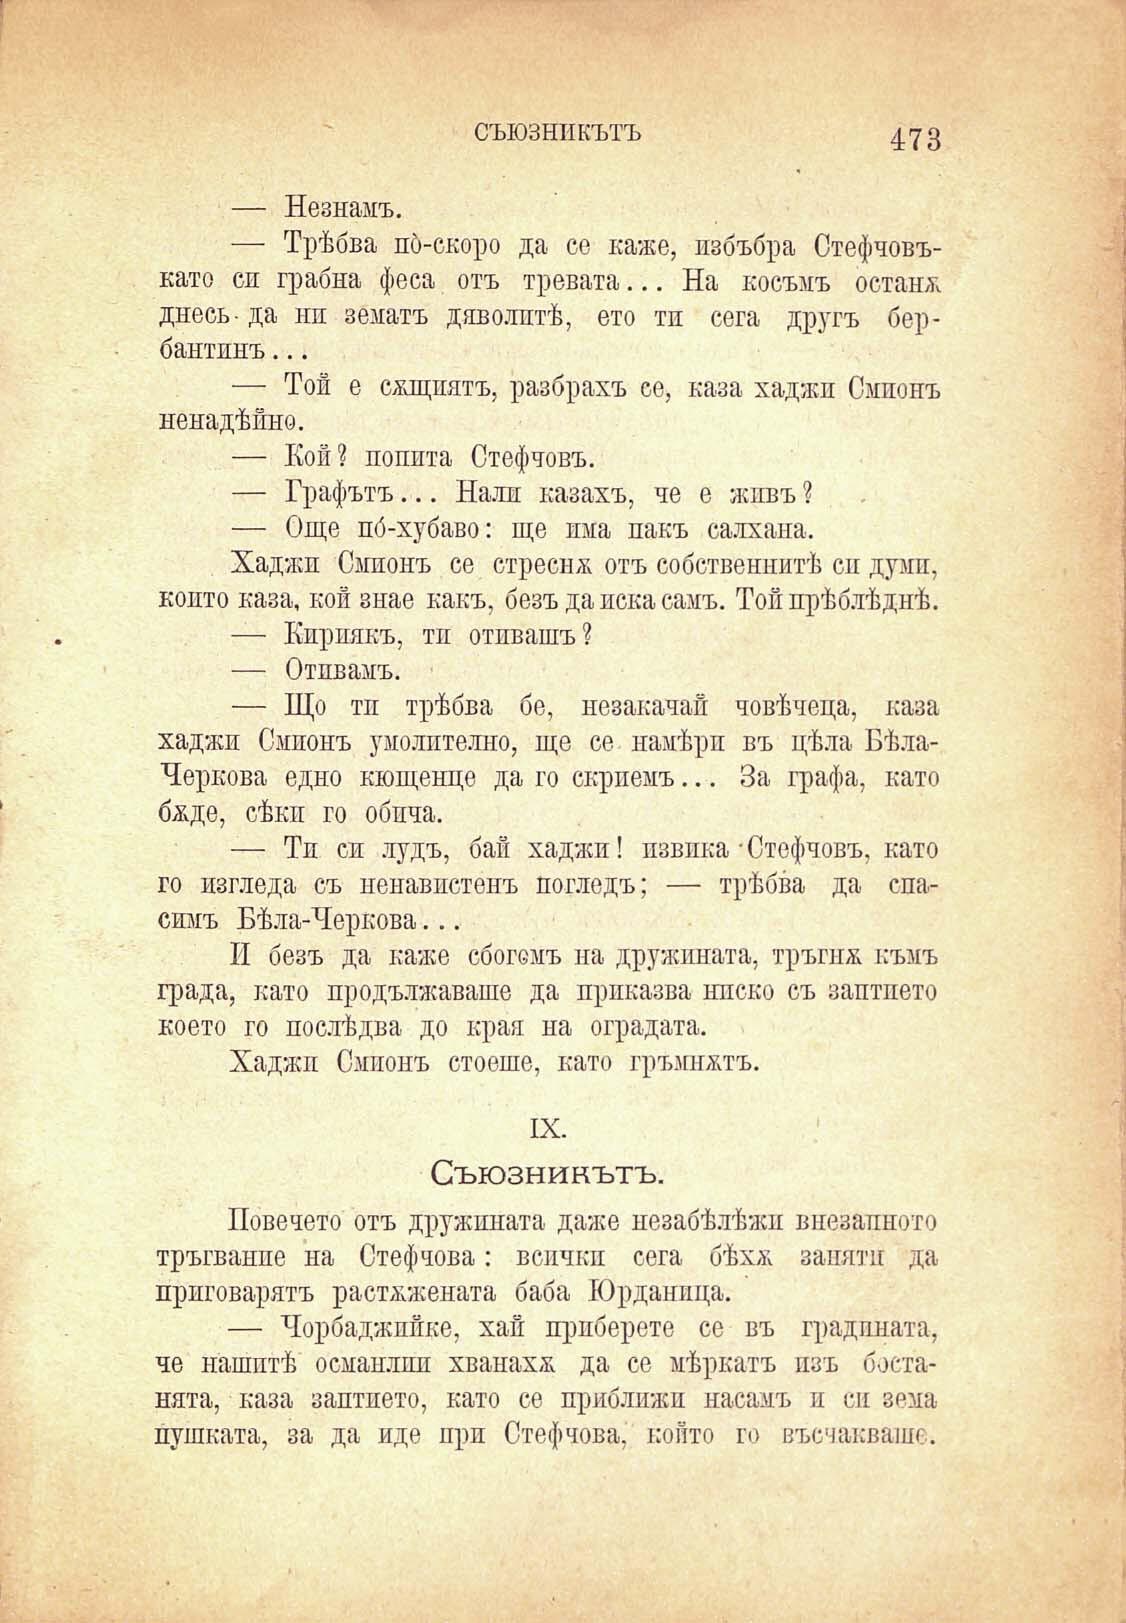 СЪЮЗНИКЪТЪ
473
— Незнамъ.
— Трѣбва по̀-скоро да се каже, избъбра Стефчовъ-
като си грабна феса отъ тревата... На косъмъ останѫ
днесь да ни зематъ дяволитѣ, ето ти сега другъ бер-
бантинъ...
— Той е сѫщиятъ, разбрахъ се, каза хаджи Смионъ
ненадѣйно.
— Кой? попита Стефчовъ.
— Графътъ... Нали казахъ, че е живъ?
— Още по́-хубаво: ще има пакъ салхана.
Хаджи Смионъ се стреснѫ отъ собственнитѣ си думи,
които каза, кой знае какъ, безъ да иска самъ. Той прѣблѣднѣ.
— Кириякъ, ти отивашъ?
— Отивамъ.
— Що ти трѣбва бе, незакачай човѣчеца, каза
хаджи Смионъ умолително, ще се намѣри въ цѣла Бѣла-
Черкова едно кющенце да го скриемъ... За графа, като
бѫде, сѣки го обича.
— Ти си лудъ, бай хаджи! извика Стефчовъ, като
го изгледа съ ненавистенъ погледъ; — трѣбва да спа-
симъ Бѣла-Черкова...
И безъ да каже сбогомъ на дружината, тръгнѫ къмъ
града, като продължаваше да приказва ниско съ заптието
което го послѣдва до края на оградата.
Хаджи Смионъ стоеше, като гръмнѫтъ.
IX.
Съюзникътъ.
Повечето отъ дружината даже незабѣлѣжи внезапното
тръгвание на Стефчова: всички сега бѣхѫ заняти да
приговарятъ растѫжената баба Юрданица.
— Чорбаджийке, хай приберете се въ градината,
че нашитѣ османлии хванахѫ да се мѣркатъ изъ боста-
нята, каза заптието, като се приближи насамъ и си зема
пушката, за да иде при Стефчова, който го въсчакваше.